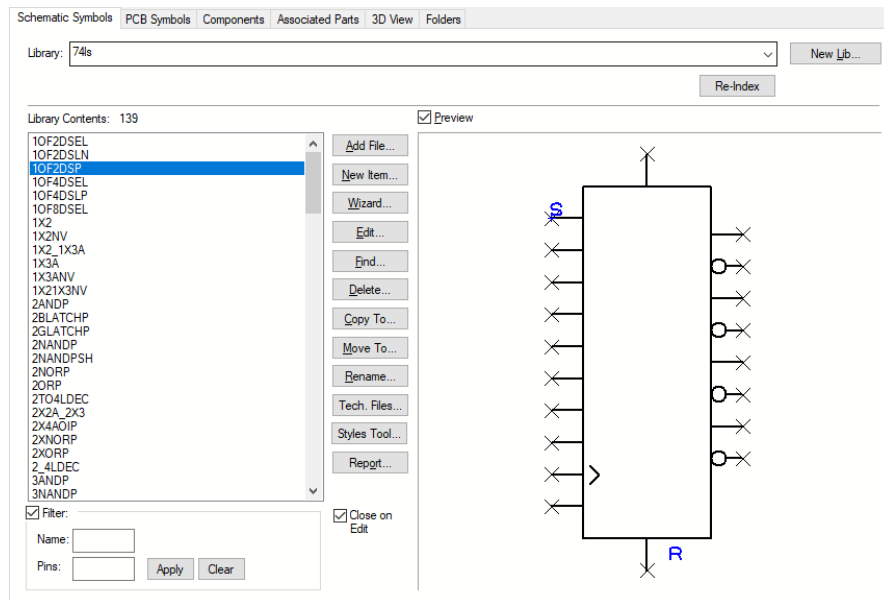 Schematic Symbols PCB Symbols Components Associated Parts 3D View Folders
Library: 74ls New Lib...
Re-Index
Library Contents: 139 Preview
1OF2DSEL
1OF2DSLN
1OF2DSP
1OF4DSEL
1OF4DSLP
1OF8DSEL
1X2
1X2NV
1X2_1X3A
1X3A
1X3ANV
1X21X3NV
2ANDP
2BLATCHP
2GLATCHP
2NANDP
2NANDPSH
2NORP
2ORP
2TO4LDEC
2X2A_2X3
2X4AOIP
2XNORP
2XORP
2_4LDEC
3ANDP
3NANDP
Add File...
New Item...
Wizard...
Edit...
Find...
Delete...
Copy To...
Move To...
Rename...
Tech. Files...
Styles Tool...
Report...
Close on
Edit
S
R
Filter:
Name:
Pins: Apply Clear